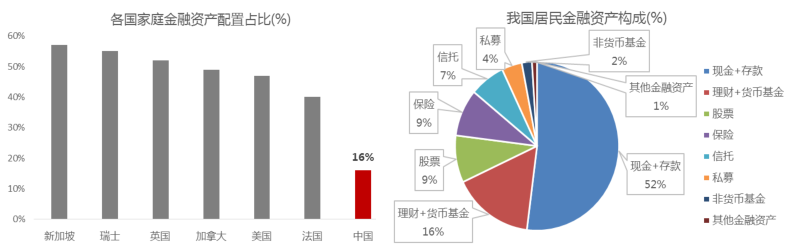 各国家庭金融资产配置占比(%)
60%
50%
40%
30%
20%
10%
0%
16%
新加坡
瑞士
英国
加拿大
美国
法国
中国
我国居民金融资产构成(%)
私募
4%
非货币基金
2%
信托
7%
其他金融资产
1%
保险
9%
股票
9%
现金+存款
52%
理财+货币基金
16%
现金+存款
理财+货币基金
股票
保险
信托
私募
非货币基金
其他金融资产